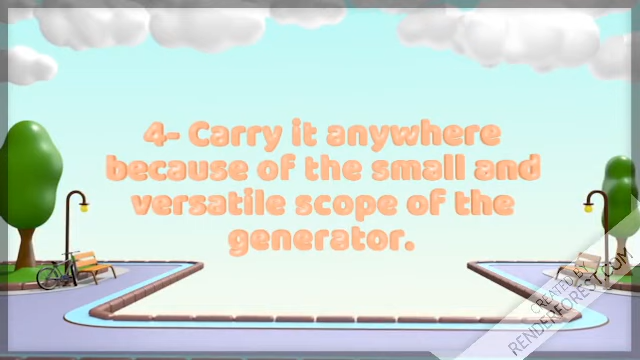 4- Carry it anywhere
because of the small and
versatile scope of the
generator.
CREATED BY
RENDERFOREST.COM